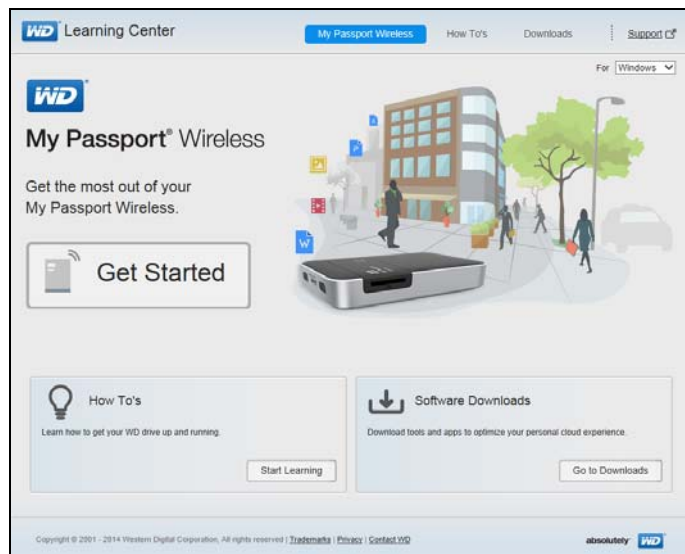 WD Learning Center
My Passport Wireless
How To's
Downloads
Support
For Windows
WD
My Passport® Wireless
Get the most out of your
My Passport Wireless.
Get Started
W
How To's
Learn how to get your WD drive up and running.
Start Learning
Software Downloads
Download tools and apps to optimize your personal cloud experience.
Go to Downloads
Copyright © 2001 - 2014 Western Digital Corporation, All rights reserved | Trademarks | Privacy | Contact WD
absolutely WD